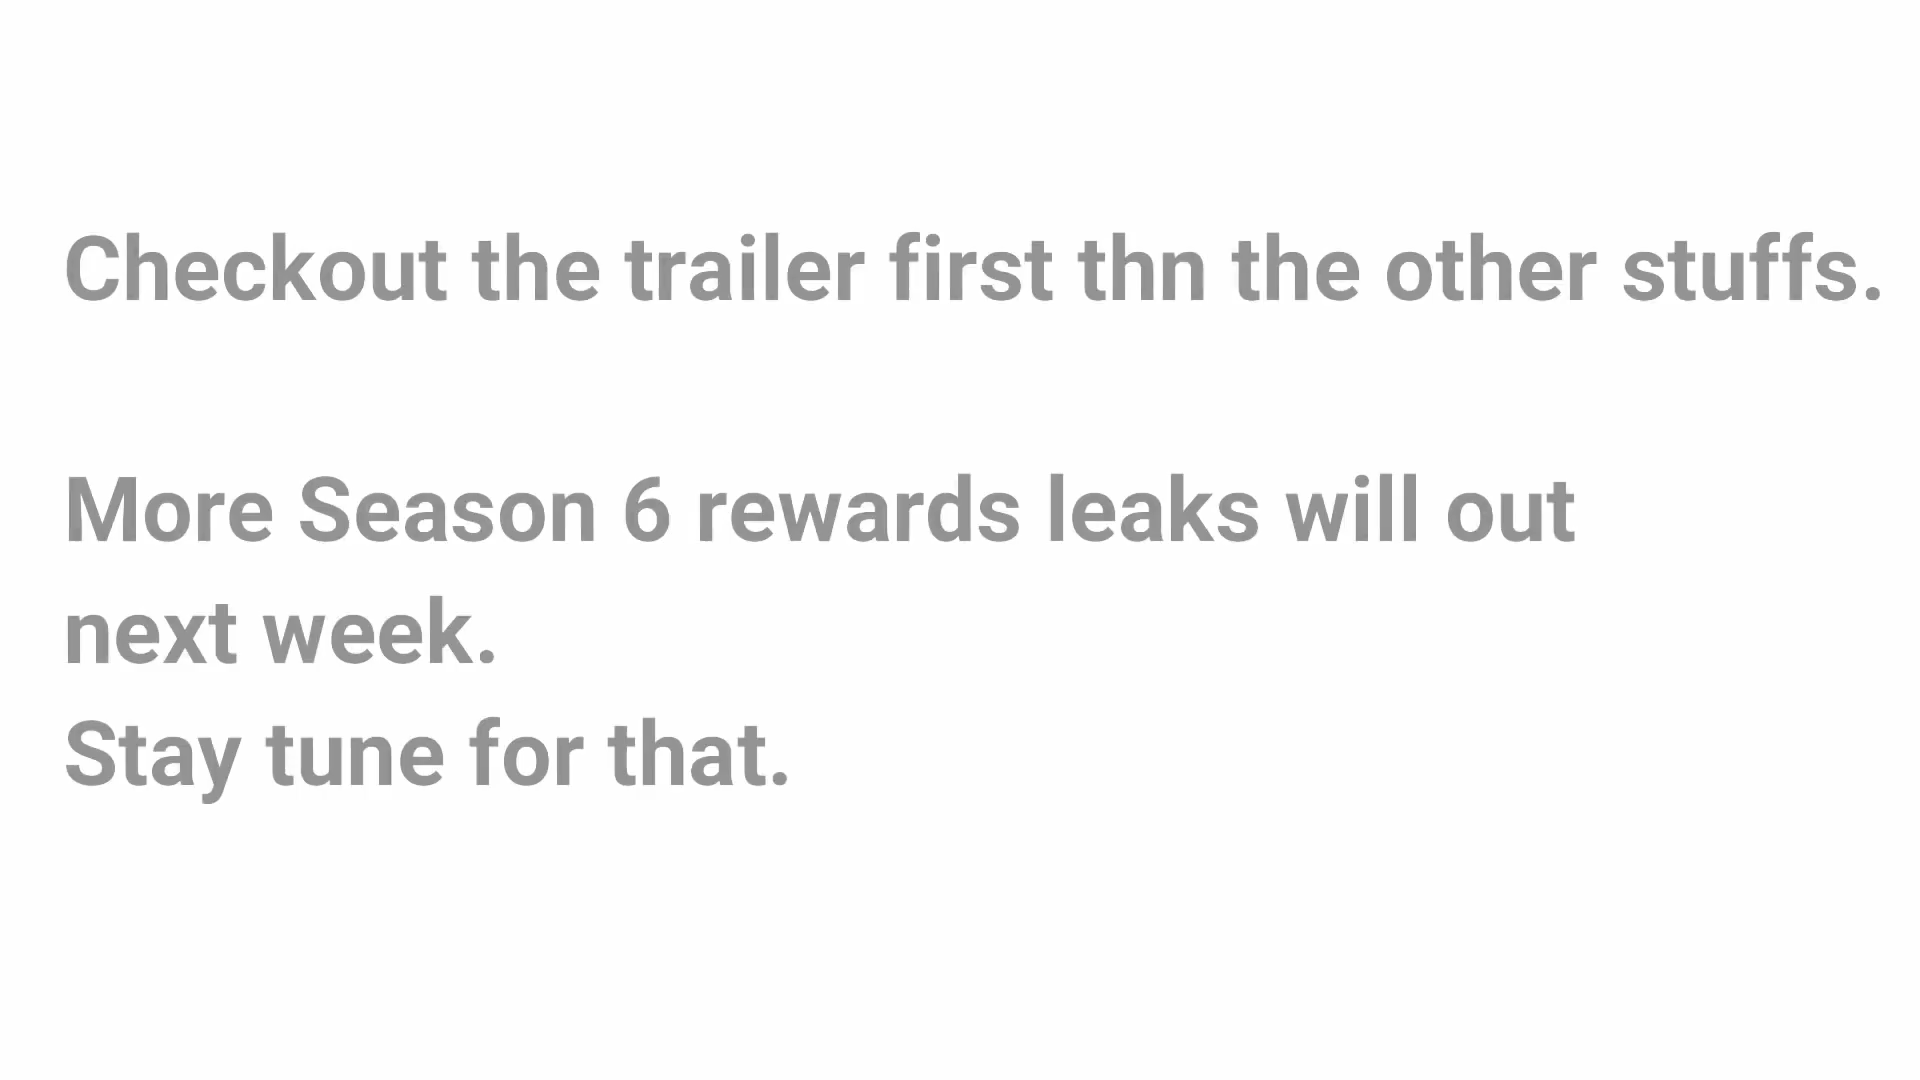 Checkout the trailer first thn the other stuffs.
More Season 6 rewards leaks will out
next week.
Stay tune for that.